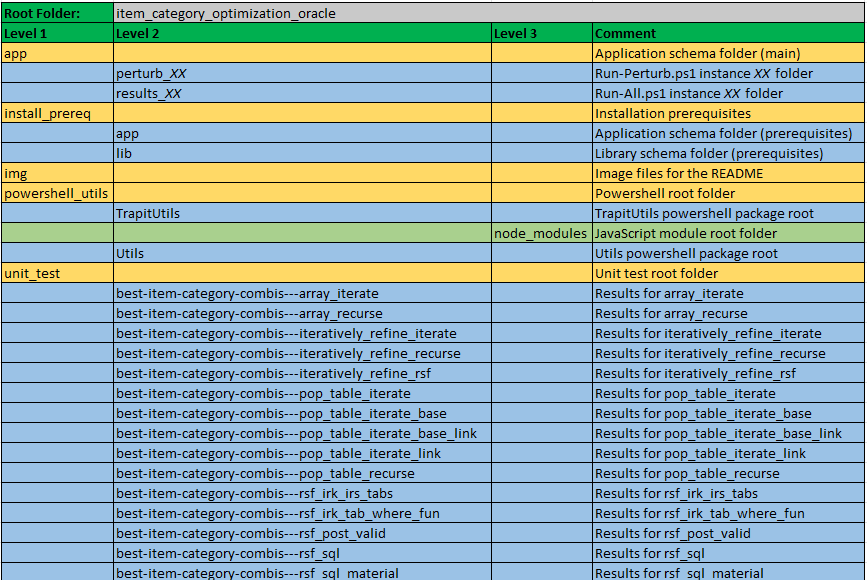 Root Folder: item_category_optimization_oracle
Level 1 Level 2 Level 3 Comment
app Application schema folder (main)
perturb_XX Run-Perturb.ps1 instance XX folder
results_XX Run-All.ps1 instance XX folder
install_prereq Installation prerequisites
app Application schema folder (prerequisites)
lib Library schema folder (prerequisites)
img Image files for the README
powershell_utils Powershell root folder
TrapitUtils TrapitUtils powershell package root
node_modules JavaScript module root folder
Utils Utils powershell package root
unit_test Unit test root folder
best-item-category-combis---array_iterate Results for array_iterate
best-item-category-combis---array_recurse Results for array_recurse
best-item-category-combis---iteratively_refine_iterate Results for iteratively_refine_iterate
best-item-category-combis---iteratively_refine_recurse Results for iteratively_refine_recurse
best-item-category-combis---iteratively_refine_rsf Results for iteratively_refine_rsf
best-item-category-combis---pop_table_iterate Results for pop_table_iterate
best-item-category-combis---pop_table_iterate_base Results for pop_table_iterate_base
best-item-category-combis---pop_table_iterate_base_link Results for pop_table_iterate_base_link
best-item-category-combis---pop_table_iterate_link Results for pop_table_iterate_link
best-item-category-combis---pop_table_recurse Results for pop_table_recurse
best-item-category-combis---rsf_irk_irs_tabs Results for rsf_irk_irs_tabs
best-item-category-combis---rsf_irk_tab_where_fun Results for rsf_irk_tab_where_fun
best-item-category-combis---rsf_post_valid Results for rsf_post_valid
best-item-category-combis---rsf_sql Results for rsf_sql
best-item-category-combis---rsf_sql_material Results for rsf_sql_material